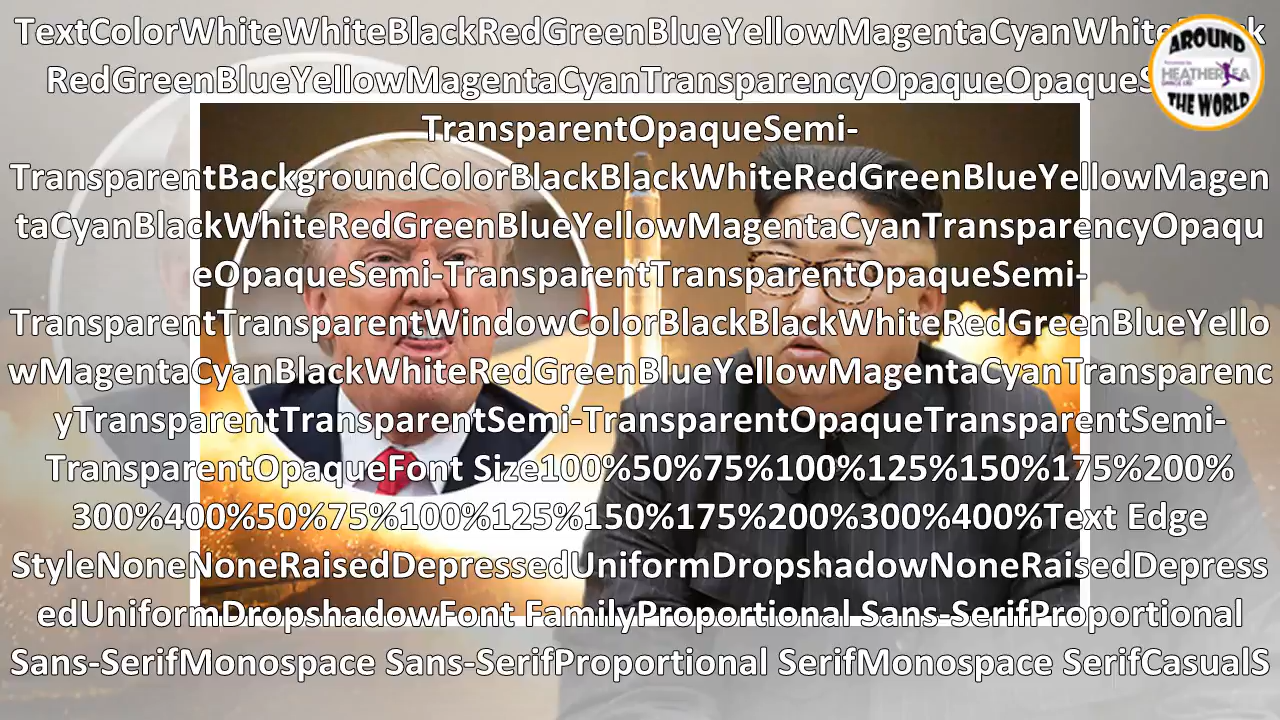 TextColorWhiteWhiteBlackRedGreenBlueYellowMagentaCyanWhite
RedGreenBlueYellowMagentaCyanTransparencyOpaqueOpaque
TransparentOpaqueSemi-
TransparentBackgroundColorBlackBlackWhiteRedGreenBlueYellowMagen
taCyanBlackWhiteRedGreenBlueYellowMagentaCyanTransparencyOpaqu
eOpaqueSemi-TransparentTransparentOpaqueSemi-
TransparentTransparentWindowColorBlackBlackWhiteRedGreenBlueYello
wMagentaCyanBlackWhiteRedGreenBlueYellowMagentaCyanTransparenc
yTransparentTransparentSemi-TransparentOpaqueTransparentSemi-
TransparentOpaqueFont Size100%50%75%100%125%150%175%200%
300%400%50%75%100%125%150%175%200%300%400%Text Edge
StyleNoneNoneRaisedDepressedUniformDropshadowNoneRaisedDepress
edUniformDropshadowFont FamilyProportional Sans-SerifProportional
Sans-SerifMonospace Sans-SerifProportional SerifMonospace SerifCasualS
AROUND
THE WORLD